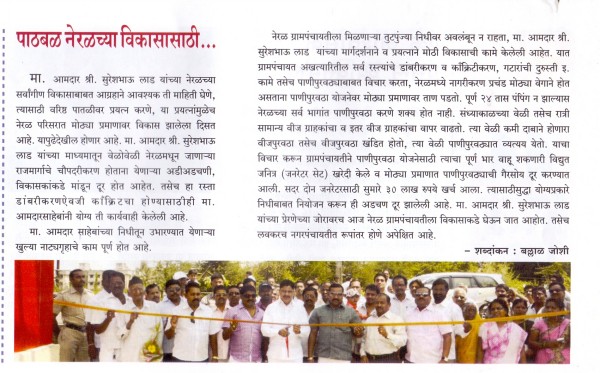 पाठबळ नेरळच्या विकासासाठी...
मा. आमदार श्री. सुरेशभाऊ लाड यांच्या नेरळच्या
सर्वांगीण विकासाबाबत आग्रहाने आवश्यक ती माहिती घेणे,
त्यासाठी वरिष्ठ पातळीवर प्रयत्न करणे, या प्रयत्नांमुळेच
नेरळ परिसरात मोठ्या प्रमाणावर विकास झालेला दिसत
आहे. यापुढेदेखील होणार आहे. मा. आमदार श्री. सुरेशभाऊ
लाड यांच्या माध्यमातून वेळोवेळी नेरळमधून जाणाऱ्या
राजमार्गाचे चौपदरीकरण होताना येणाऱ्या अडीअडचणी,
विकासकांकडे मांडून दूर होत आहेत. तसेच हा रस्ता
डांबरीकरणाऐवजी काँक्रिटचा होण्यासाठीही मा.
आमदारसाहेबांनी योग्य ती कार्यवाही केलेली आहे.
मा. आमदार साहेबांच्या निधीतून उभारण्यात येणाऱ्या
खुल्या नाट्यगृहाचे काम पूर्ण होत आहे.
नेरळ ग्रामपंचायतीला मिळणाऱ्या तुटपुंज्या निधीवर अवलंबून न राहता, मा. आमदार श्री.
सुरेशभाऊ लाड यांच्या मार्गदर्शनाने व प्रयत्नाने मोठी विकासाची कामे केलेली आहेत. यात
ग्रामपंचायत अखत्यारितील सर्व रस्त्यांचे डांबरीकरण व काँक्रिटीकरण, गटारांची दुरुस्ती इ.
कामे तसेच पाणीपुरवठ्याबाबत विचार करता, नेरळमध्ये नागरीकरण प्रचंड मोठ्या वेगाने होत
असताना पाणीपुरवठा योजनेवर मोठ्या प्रमाणावर ताण पडतो. पूर्ण २४ तास पंपिंग न झाल्यास
नेरळच्या सर्व भागांत पाणीपुरवठा करणे शक्य होत नाही. संध्याकाळच्या वेळी तसेच रात्री
सामान्य वीज ग्राहकांचा व इतर वीज ग्राहकांचा वापर वाढतो. त्या वेळी कमी दाबाने होणारा
वीजपुरवठा तसेच वीजपुरवठा खंडित होतो, त्या वेळी पाणीपुरवठ्यात व्यत्यय येतो. याचा
विचार करून ग्रामपंचायतीने पाणीपुरवठा योजनेसाठी त्याचा पूर्ण भार वाहू शकणारी विद्युत
जनित्र (जनरेटर सेट) खरेदी केले व मोठ्या प्रमाणात पाणीपुरवठ्याची गैरसोय दूर करण्यात
आली. सदर दोन जनरेटरसाठी सुमारे ३० लाख रुपये खर्च आला. त्यासाठीसुद्धा योग्यप्रकारे
निधीबाबत नियोजन करून ही अडचण दूर झालेली आहे. मा. आमदार श्री. सुरेशभाऊ लाड
यांच्या प्रेरणेच्या जोरावरच आज नेरळ ग्रामपंचायतीला विकासाकडे घेऊन जात आहोत. तसेच
लवकरच नगरपंचायतीत रूपांतर होणे अपेक्षित आहे.
– शब्दांकन : बल्लाळ जोशी